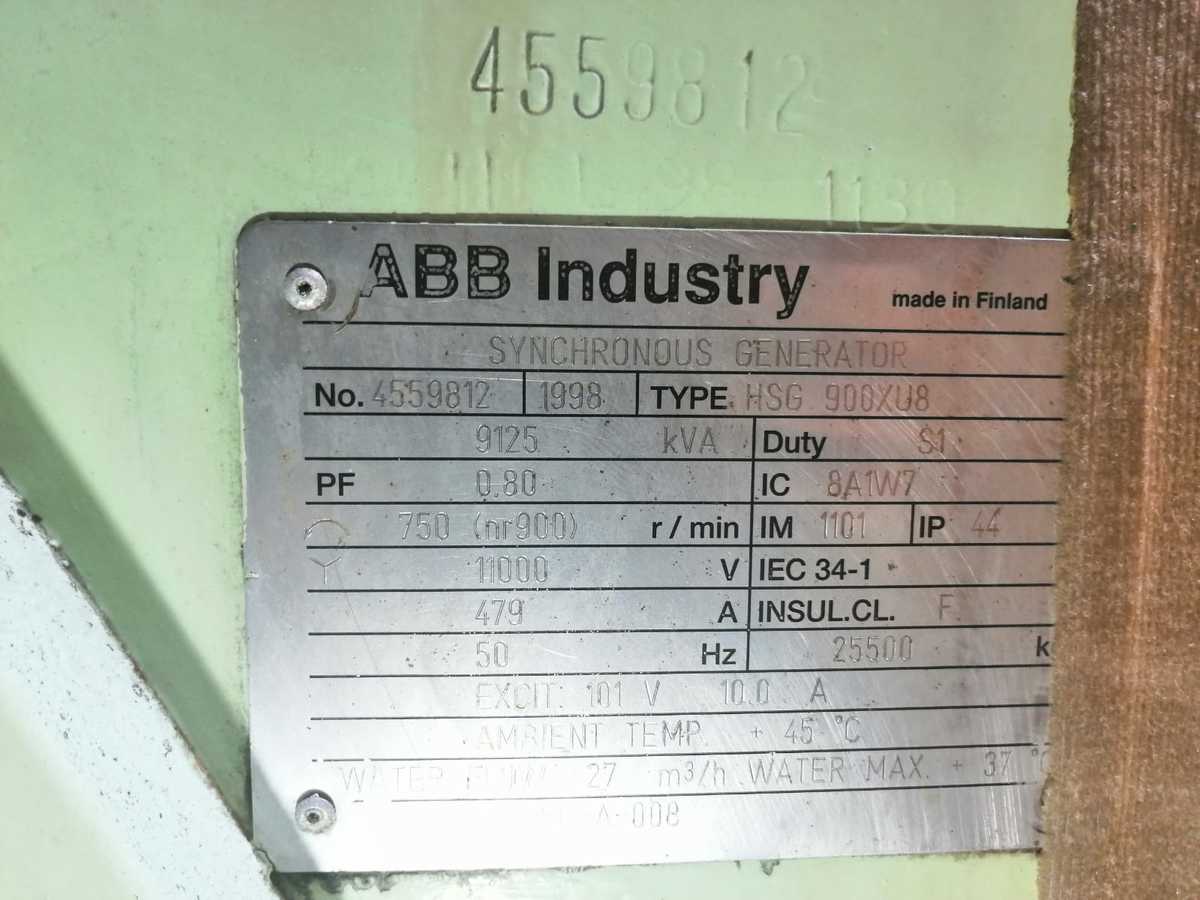 4559812
1130
ABB Industry made in Finland
SYNCHRONOUS GENERATOR
No. 4559812 1998 TYPE HSG 900XU8
9125 kVA Duty S1
PF 0.80 IC 8A1W7
750 (nr900) r/min IM 1101 IP 44
Y 11000 V IEC 34-1
479 A INSUL.CL. F
50 Hz 25500 k
EXCIT. 101 V 10.0 A
AMBIENT TEMP. + 45 °C
WATER FLOW 27 m³/h WATER MAX. + 37 °C
A 008